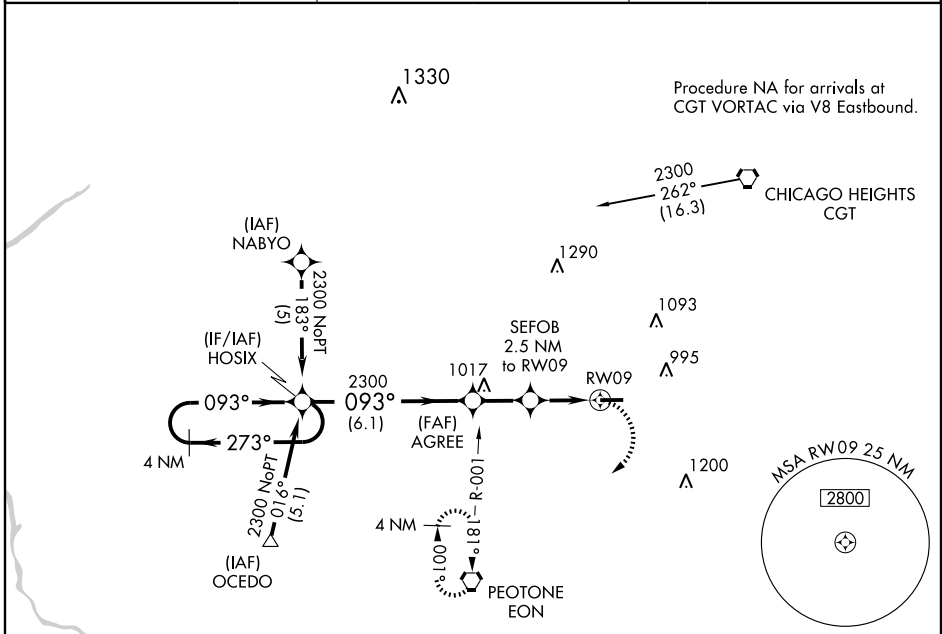 1330
Procedure NA for arrivals at
CGT VORTAC via V8 Eastbound.
2300
262°
(16.3)
CHICAGO HEIGHTS
CGT
(IAF)
NABYO
2300 NoPT
183°
(5)
1290
1093
SEFOB
2.5 NM
to RW09
(IF/IAF)
HOSIX
1017
995
RW09
2300
093°
093°
(6.1)
(FAF)
AGREE
273°
4 NM
2300 NoPT
016°
(5.1)
(IAF)
OCEDO
R-001
181°
4 NM
001°
PEOTONE
EON
1200
MSA RW09 25 NM
2800